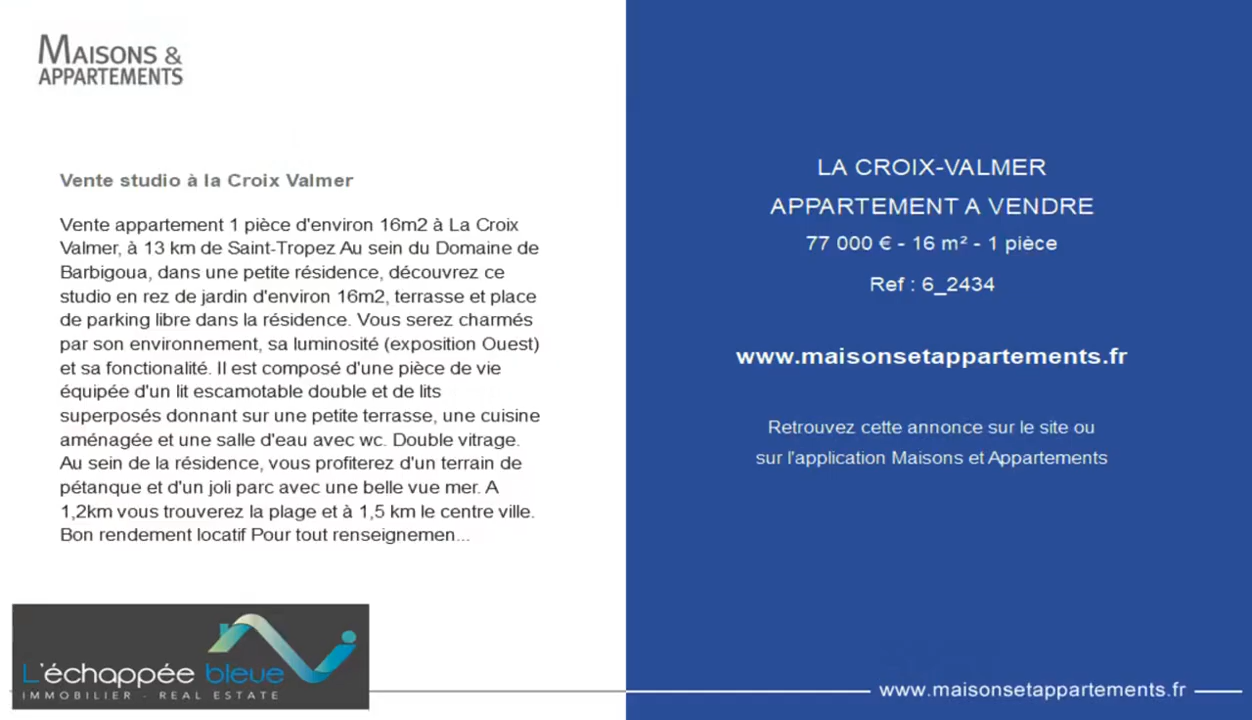 MAISONS &
APPARTEMENTS
Vente studio à la Croix Valmer
Vente appartement 1 pièce d'environ 16m2 à La Croix
Valmer, à 13 km de Saint-Tropez Au sein du Domaine de
Barbigoua, dans une petite résidence, découvrez ce
studio en rez de jardin d'environ 16m2, terrasse et place
de parking libre dans la résidence. Vous serez charmés
par son environnement, sa luminosité (exposition Ouest)
et sa fonctionalité. Il est composé d'une pièce de vie
équipée d'un lit escamotable double et de lits
superposés donnant sur une petite terrasse, une cuisine
aménagée et une salle d'eau avec wc. Double vitrage.
Au sein de la résidence, vous profiterez d'un terrain de
pétanque et d'un joli parc avec une belle vue mer. A
1,2km vous trouverez la plage et à 1,5 km le centre ville.
Bon rendement locatif Pour tout renseignemen...
L'échappée bleue
IMMOBILIER - REAL ESTATE
LA CROIX-VALMER
APPARTEMENT A VENDRE
77 000 € - 16 m² - 1 pièce
Ref : 6_2434
www.maisonsetappartements.fr
Retrouvez cette annonce sur le site ou
sur l'application Maisons et Appartements
www.maisonsetappartements.fr